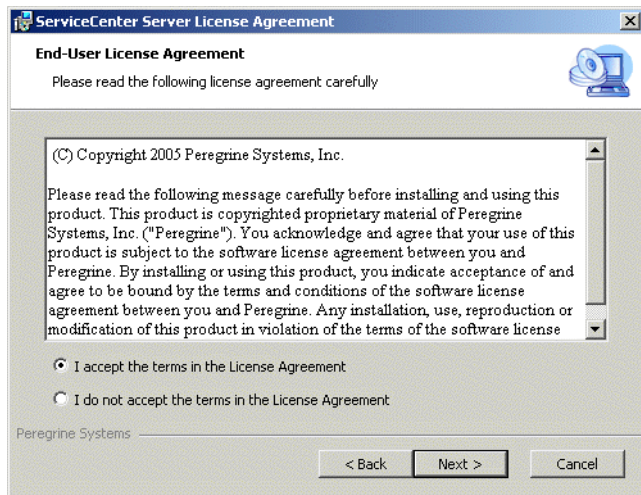 ServiceCenter Server License Agreement
End-User License Agreement
Please read the following license agreement carefully
(C) Copyright 2005 Peregrine Systems, Inc.
Please read the following message carefully before installing and using this
product. This product is copyrighted proprietary material of Peregrine
Systems, Inc. ("Peregrine"). You acknowledge and agree that your use of this
product is subject to the software license agreement between you and
Peregrine. By installing or using this product, you indicate acceptance of and
agree to be bound by the terms and conditions of the software license
agreement between you and Peregrine. Any installation, use, reproduction or
modification of this product in violation of the terms of the software license
I accept the terms in the License Agreement
I do not accept the terms in the License Agreement
Peregrine Systems
< Back Next > Cancel